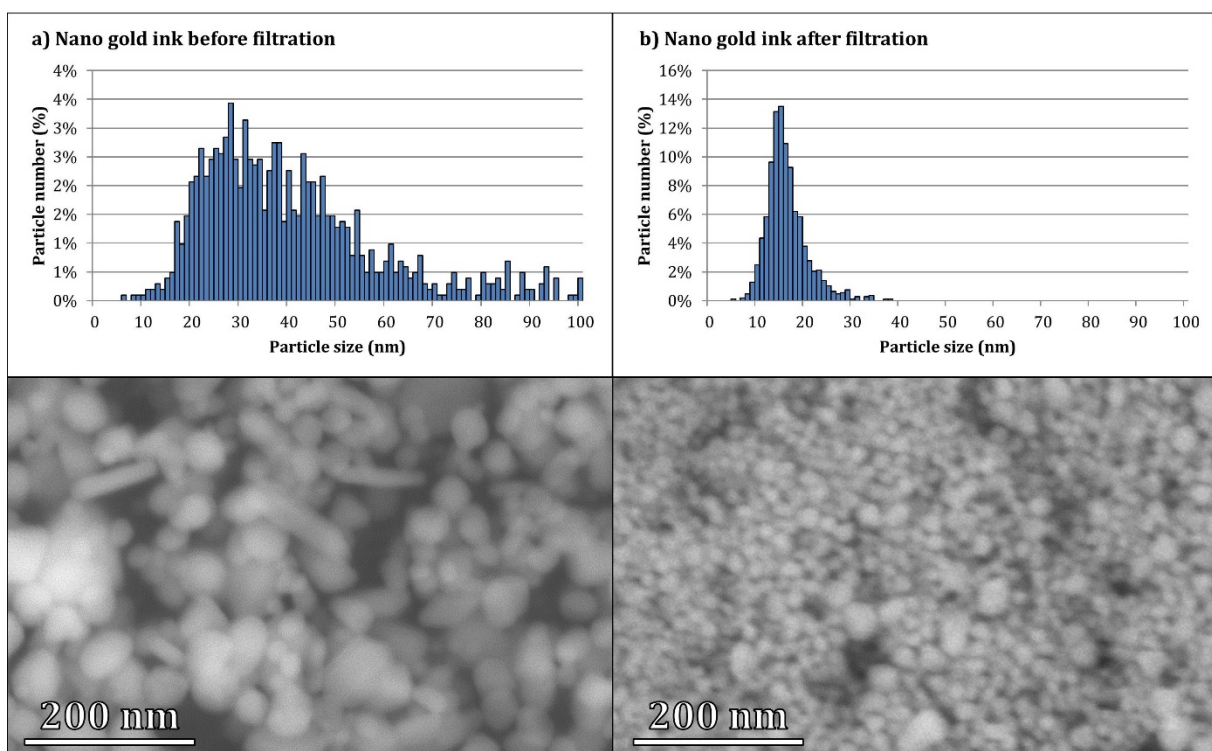 a) Nano gold ink before filtration
4%
4%
3%
3%
2%
2%
1%
1%
0%
Particle number (%)
0 10 20 30 40 50 60 70 80 90 100
Particle size (nm)
b) Nano gold ink after filtration
16%
14%
12%
10%
8%
6%
4%
2%
0%
Particle number (%)
0 10 20 30 40 50 60 70 80 90 100
Particle size (nm)
200 nm
200 nm